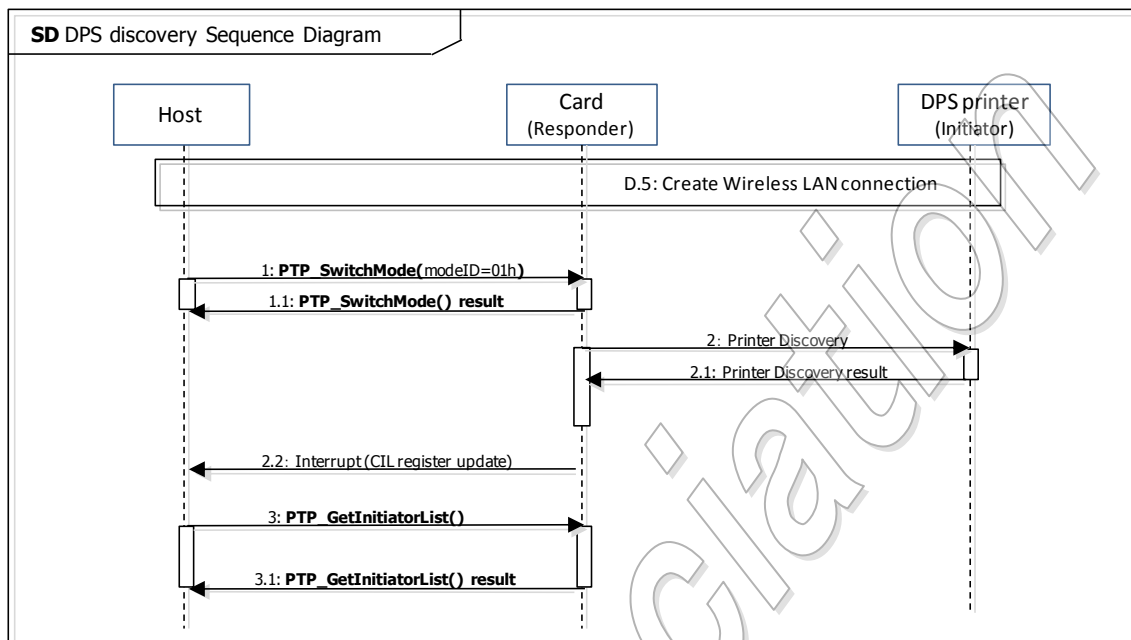 SD DPS discovery Sequence Diagram
Host
Card
(Responder)
DPS printer
(Initiator)
D.5: Create Wireless LAN connection
1: PTP_SwitchMode(modeID=01h)
1.1: PTP_SwitchMode() result
2: Printer Discovery
2.1: Printer Discovery result
2.2: Interrupt (CIL register update)
3: PTP_GetInitiatorList()
3.1: PTP_GetInitiatorList() result
ciation